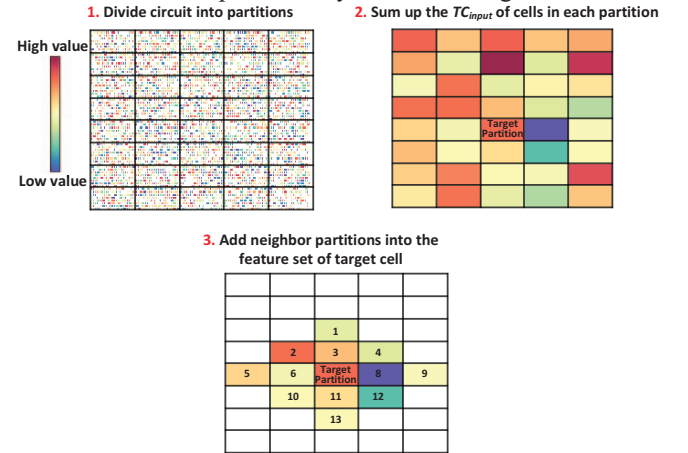 1. Divide circuit into partitions
2. Sum up the TCinput of cells in each partition
High value
Low value
Target
Partition
3. Add neighbor partitions into the
feature set of target cell
1
2 3 4
5 6 Target
Partition 8 9
10 11 12
13